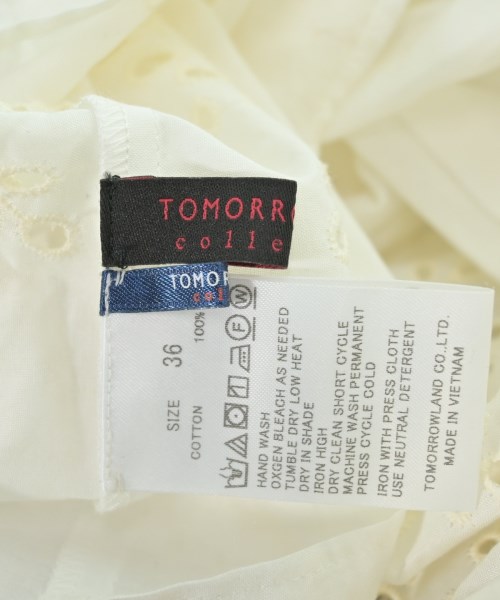 TOMORR
colle
TOMO
col
SIZE 36
COTTON 100%
HAND WASH
OXGEN BLEACH AS NEEDED
TUMBLE DRY LOW HEAT
DRY IN SHADE
IRON HIGH
DRY CLEAN SHORT CYCLE
MACHINE WASH PERMANENT
PRESS CYCLE COLD
IRON WITH PRESS CLOTH
USE NEUTRAL DETERGENT
TOMORROWLAND CO.,LTD.
MADE IN VIETNAM